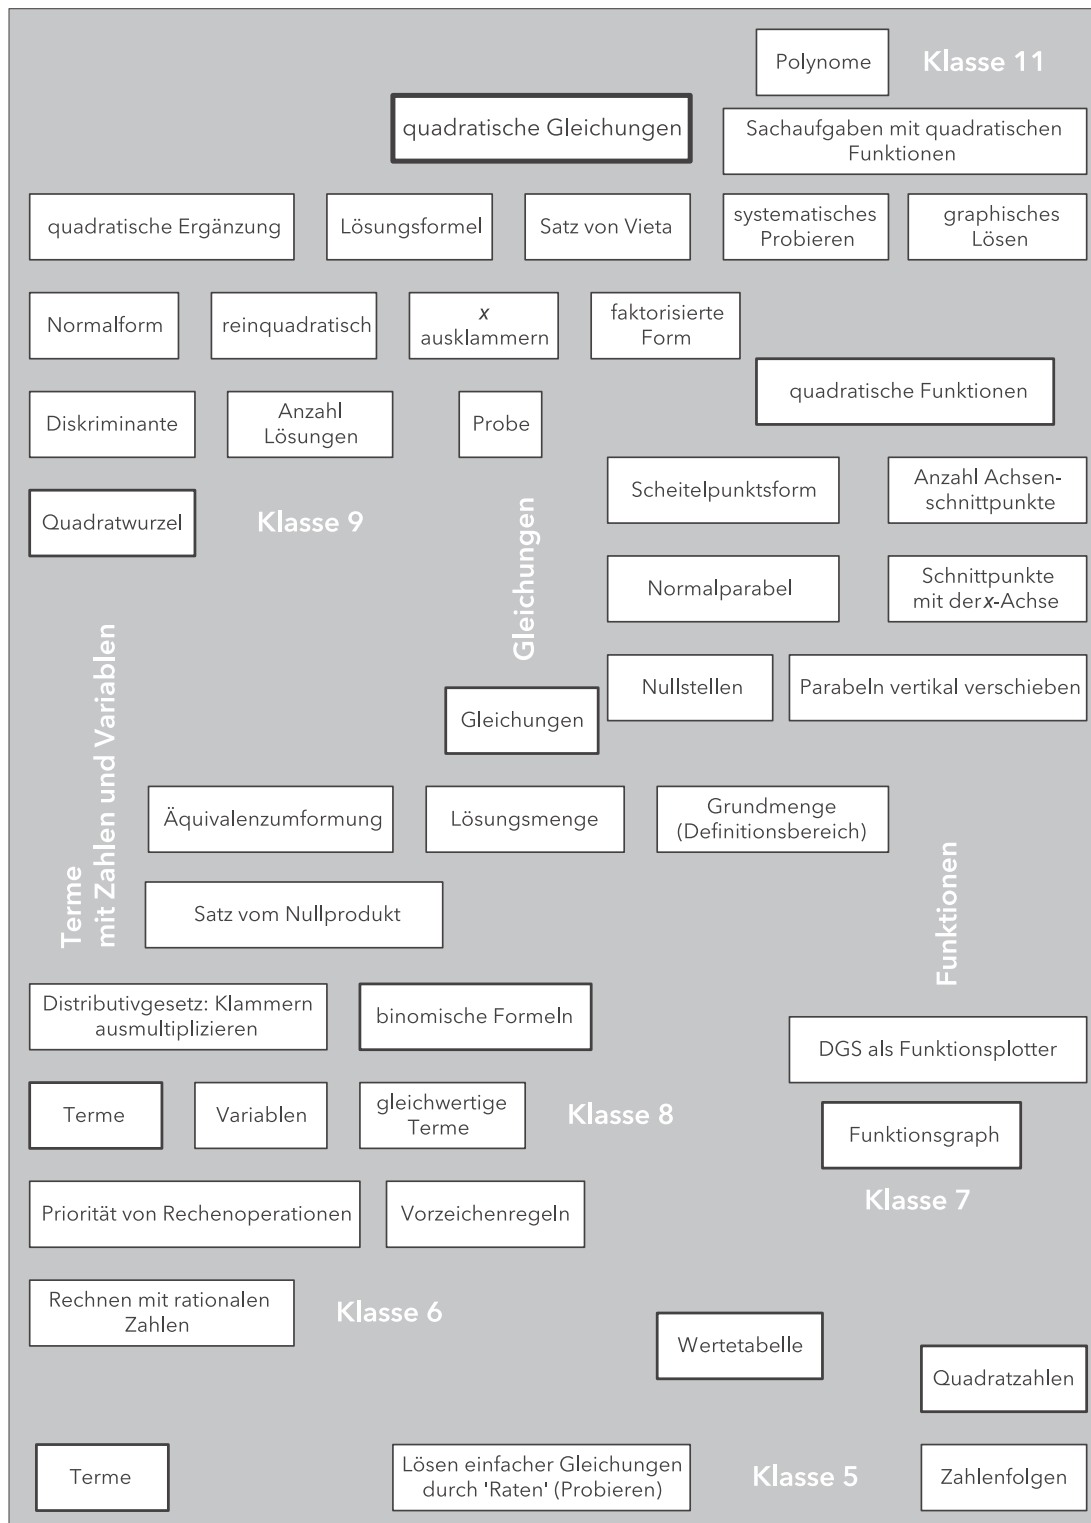 Polynome
Klasse 11
quadratische Gleichungen
Sachaufgaben mit quadratischen
Funktionen
quadratische Ergänzung
Lösungsformel
Satz von Vieta
systematisches
Probieren
graphisches
Lösen
Normalform
reinquadratisch
x
ausklammern
faktorisierte
Form
quadratische Funktionen
Diskriminante
Anzahl
Lösungen
Probe
Scheitelpunktsform
Anzahl Achsen-
schnittpunkte
Quadratwurzel
Klasse 9
Gleichungen
Normalparabel
Schnittpunkte
mit der x-Achse
Nullstellen
Parabeln vertikal verschieben
Gleichungen
Terme
mit Zahlen und Variablen
Äquivalenzumformung
Lösungsmenge
Grundmenge
(Definitionsbereich)
Satz vom Nullprodukt
Funktionen
Distributivgesetz: Klammern
ausmultiplizieren
binomische Formeln
DGS als Funktionsplotter
Terme
Variablen
gleichwertige
Terme
Klasse 8
Funktionsgraph
Klasse 7
Priorität von Rechenoperationen
Vorzeichenregeln
Rechnen mit rationalen
Zahlen
Klasse 6
Wertetabelle
Quadratzahlen
Terme
Lösen einfacher Gleichungen
durch 'Raten' (Probieren)
Klasse 5
Zahlenfolgen